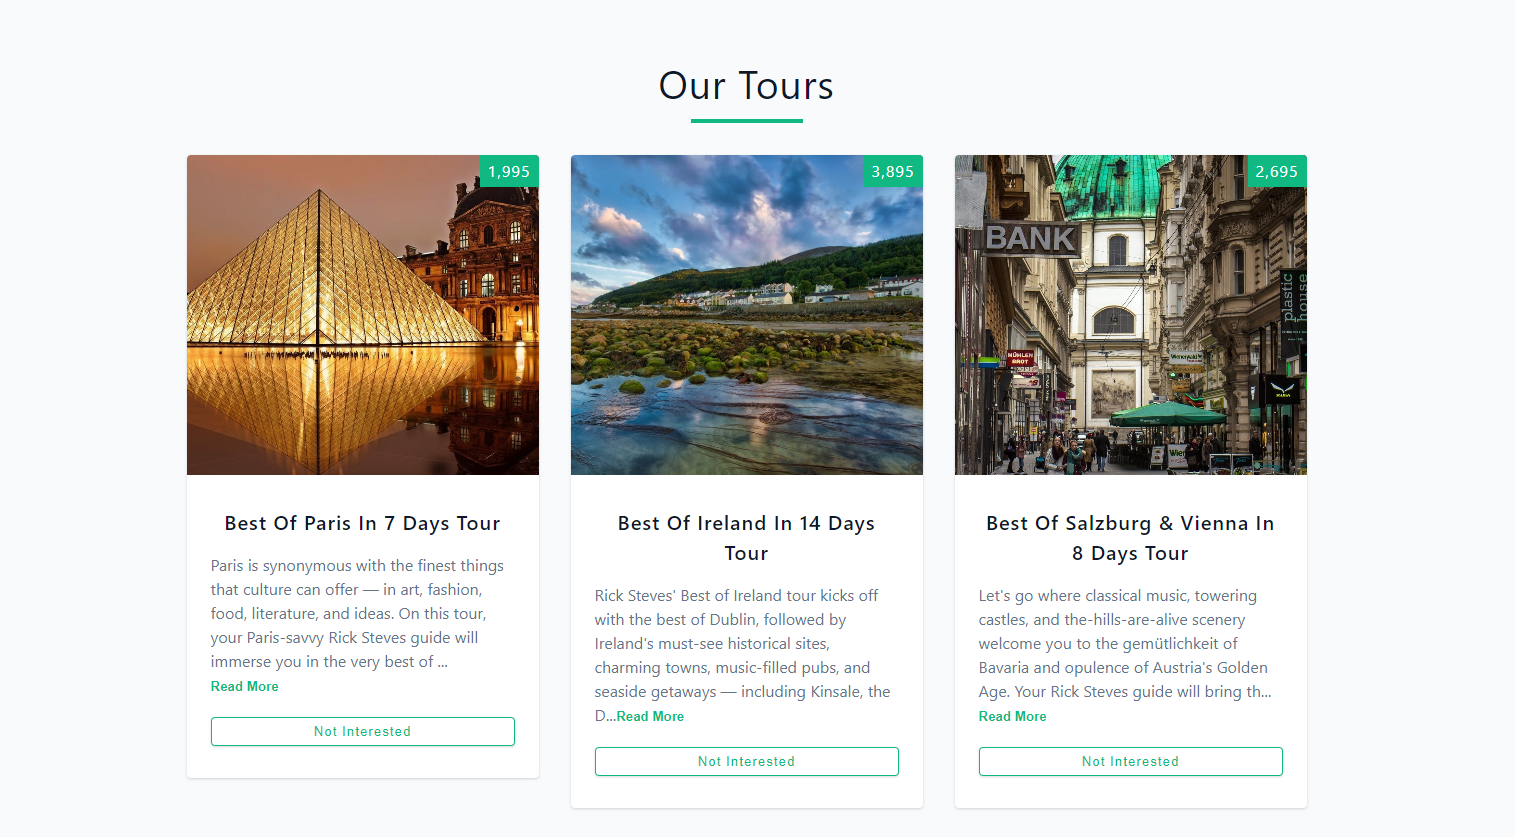 Our Tours
1,995
3,895
2,695
BANK
plastic
house
MÜHLEN
BROT
Wienerwald
Wien
Best Of Paris In 7 Days Tour
Paris is synonymous with the finest things
that culture can offer — in art, fashion,
food, literature, and ideas. On this tour,
your Paris-savvy Rick Steves guide will
immerse you in the very best of ...
Read More
Not Interested
Best Of Ireland In 14 Days
Tour
Rick Steves' Best of Ireland tour kicks off
with the best of Dublin, followed by
Ireland's must-see historical sites,
charming towns, music-filled pubs, and
seaside getaways — including Kinsale, the
D...Read More
Not Interested
Best Of Salzburg & Vienna In
8 Days Tour
Let's go where classical music, towering
castles, and the-hills-are-alive scenery
welcome you to the gemütlichkeit of
Bavaria and opulence of Austria's Golden
Age. Your Rick Steves guide will bring th...
Read More
Not Interested